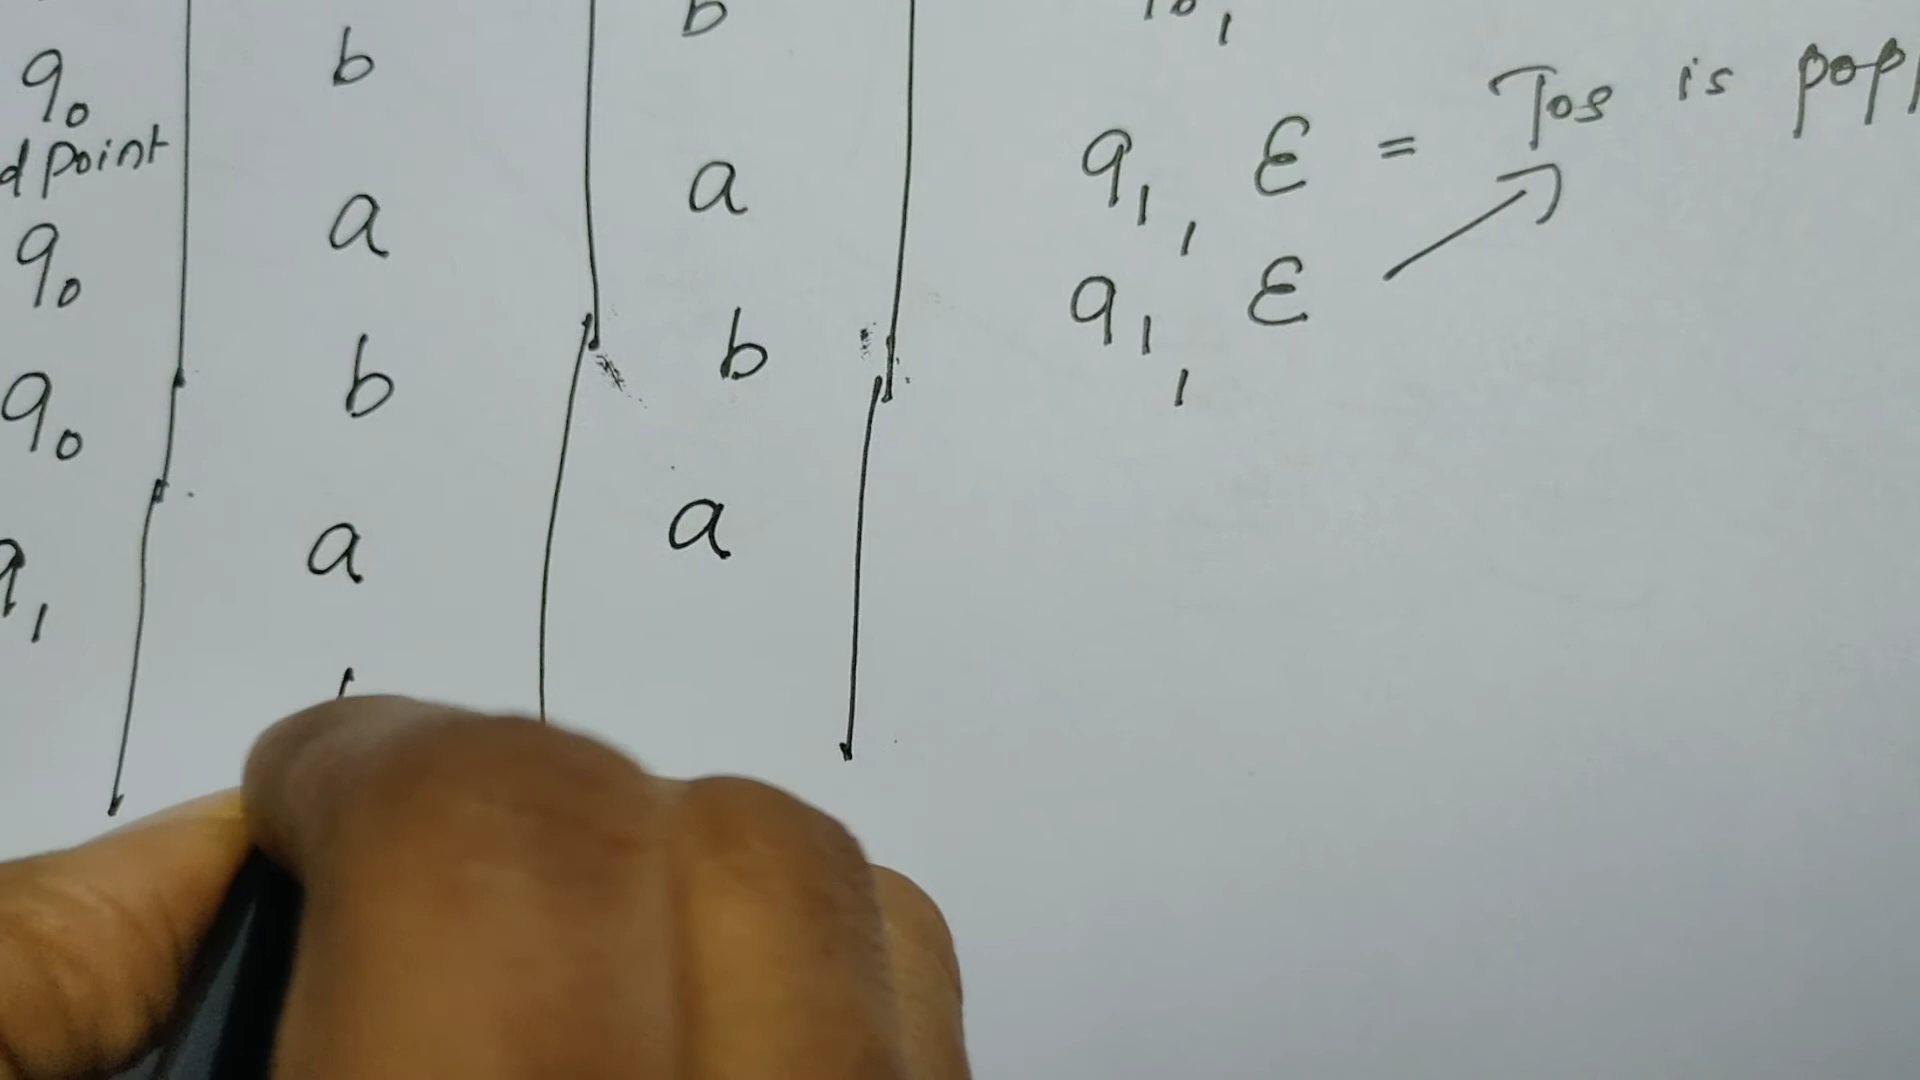 q0 b b
d point
a a q1, ε = Tos is pop
q0 b b q1, ε
q0 a a
q1